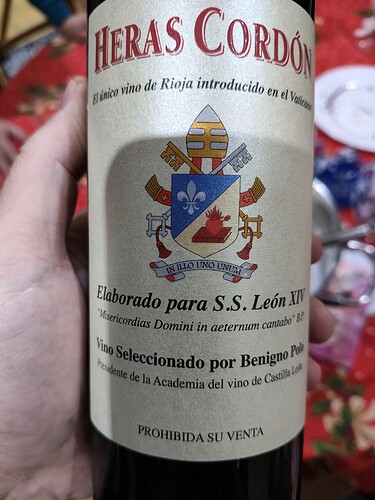 HERAS CORDÓN
El único vino de Rioja introducido en el Vaticano
IN ILLO UNO UNUM
Elaborado para S.S. León XIV
"Misericordias Domini in aeternum cantabo" B.P.
Vino Seleccionado por Benigno Polo
Presidente de la Academia del vino de Castilla León
PROHIBIDA SU VENTA